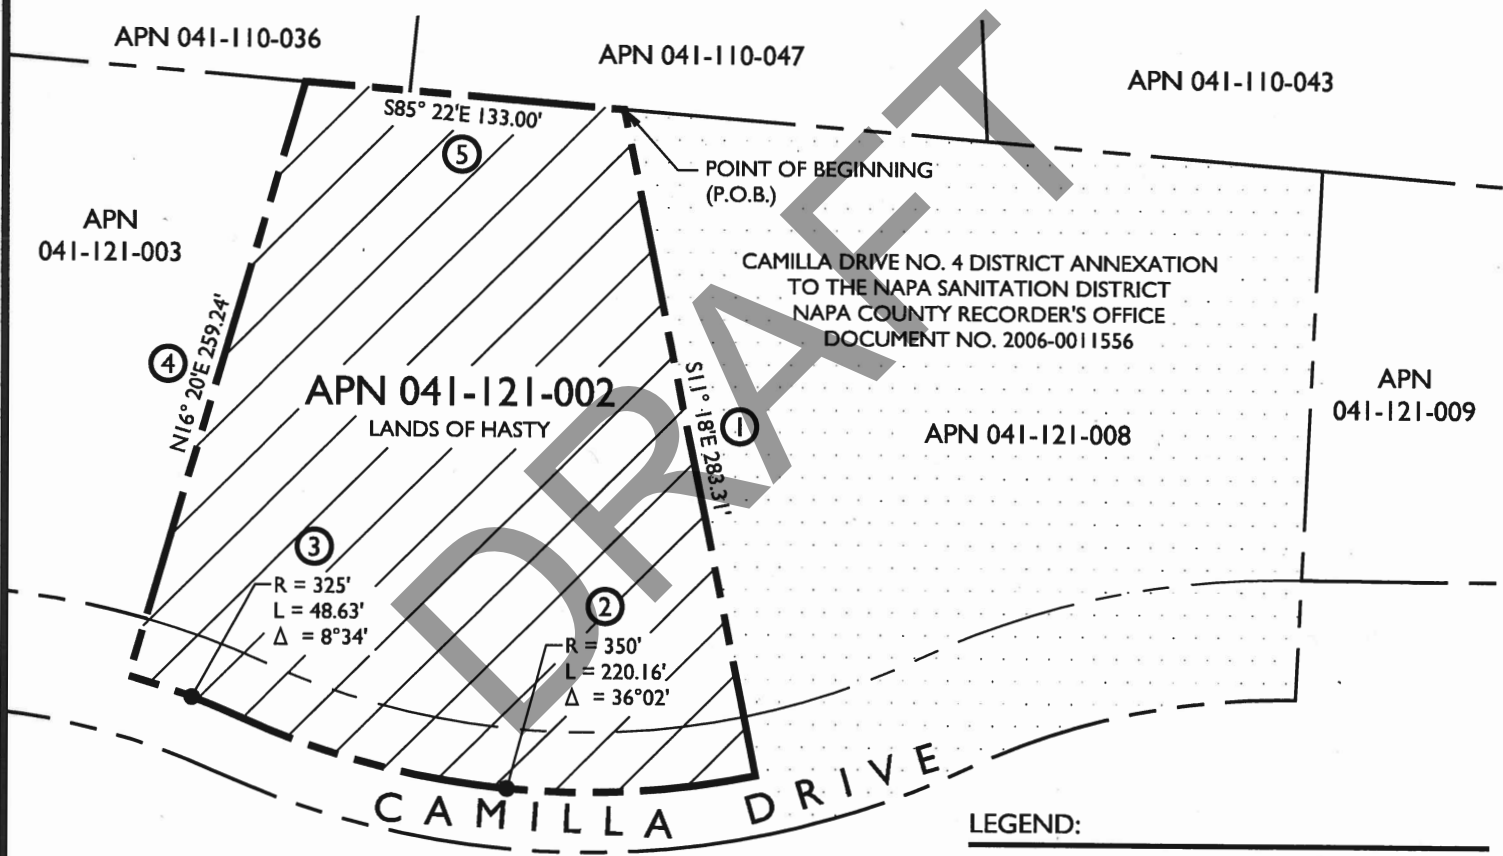 APN 041-110-036
APN 041-110-047
APN 041-110-043
S85° 22'E 133.00'
5
POINT OF BEGINNING
(P.O.B.)
APN
041-121-003
CAMILLA DRIVE NO. 4 DISTRICT ANNEXATION
TO THE NAPA SANITATION DISTRICT
NAPA COUNTY RECORDER'S OFFICE
DOCUMENT NO. 2006-0011556
4
N16° 20'E 259.24'
APN 041-121-002
LANDS OF HASTY
S11° 18'E 283.31'
1
APN 041-121-008
APN
041-121-009
3
R = 325'
L = 48.63'
Δ = 8°34'
2
R = 350'
L = 220.16'
Δ = 36°02'
CAMILLA DRIVE
LEGEND:
DRAFT